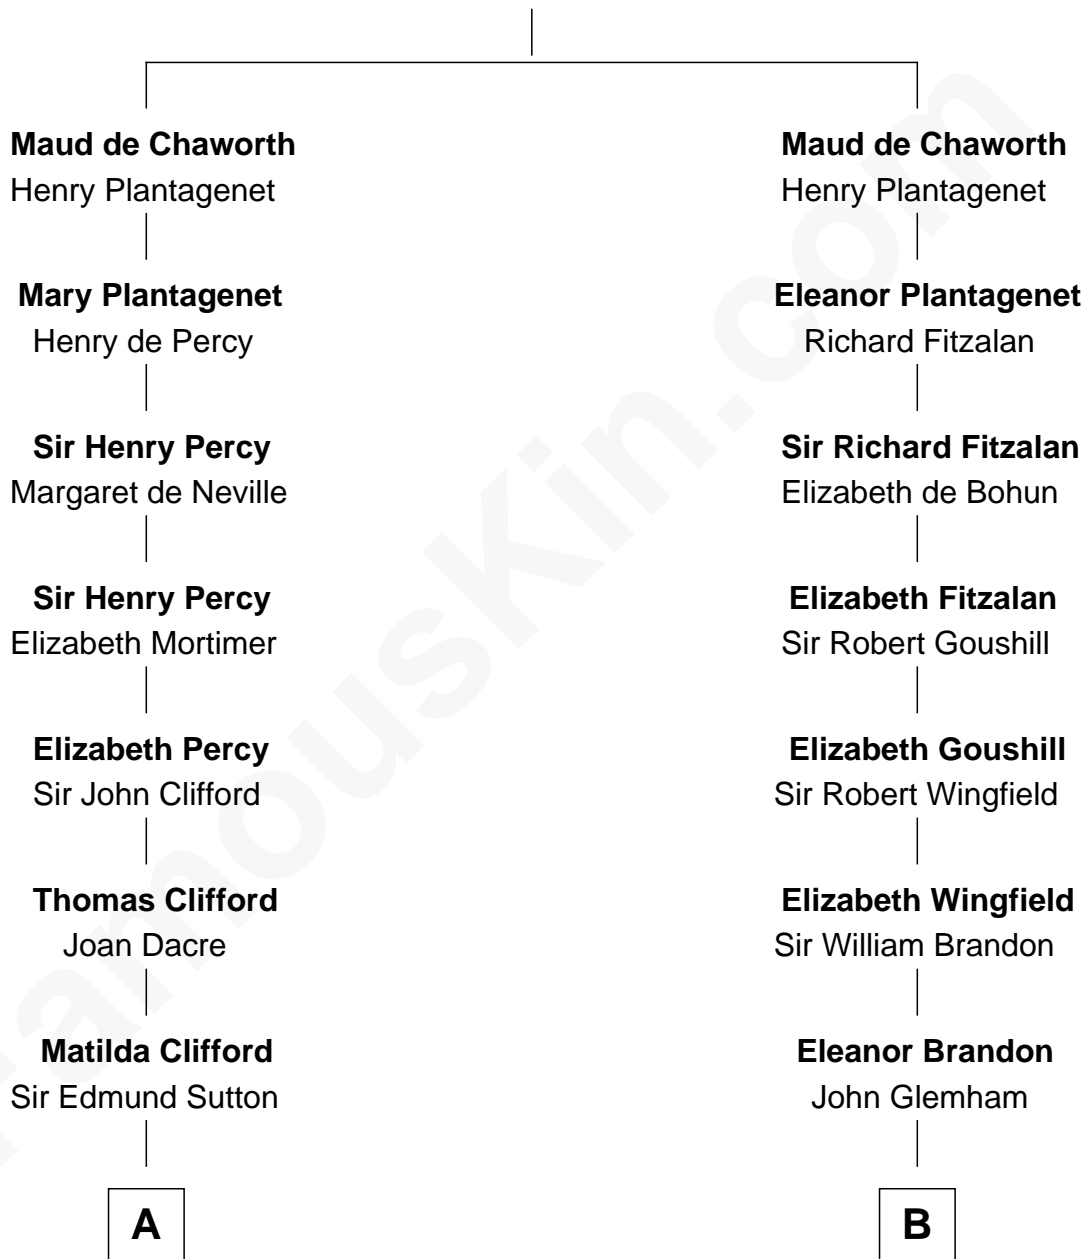 Maud de Chaworth
Henry Plantagenet
Mary Plantagenet
Henry de Percy
Sir Henry Percy
Margaret de Neville
Sir Henry Percy
Elizabeth Mortimer
Elizabeth Percy
Sir John Clifford
Thomas Clifford
Joan Dacre
Matilda Clifford
Sir Edmund Sutton
A
Maud de Chaworth
Henry Plantagenet
Eleanor Plantagenet
Richard Fitzalan
Sir Richard Fitzalan
Elizabeth de Bohun
Elizabeth Fitzalan
Sir Robert Goushill
Elizabeth Goushill
Sir Robert Wingfield
Elizabeth Wingfield
Sir William Brandon
Eleanor Brandon
John Glemham
B
FamousKin.com